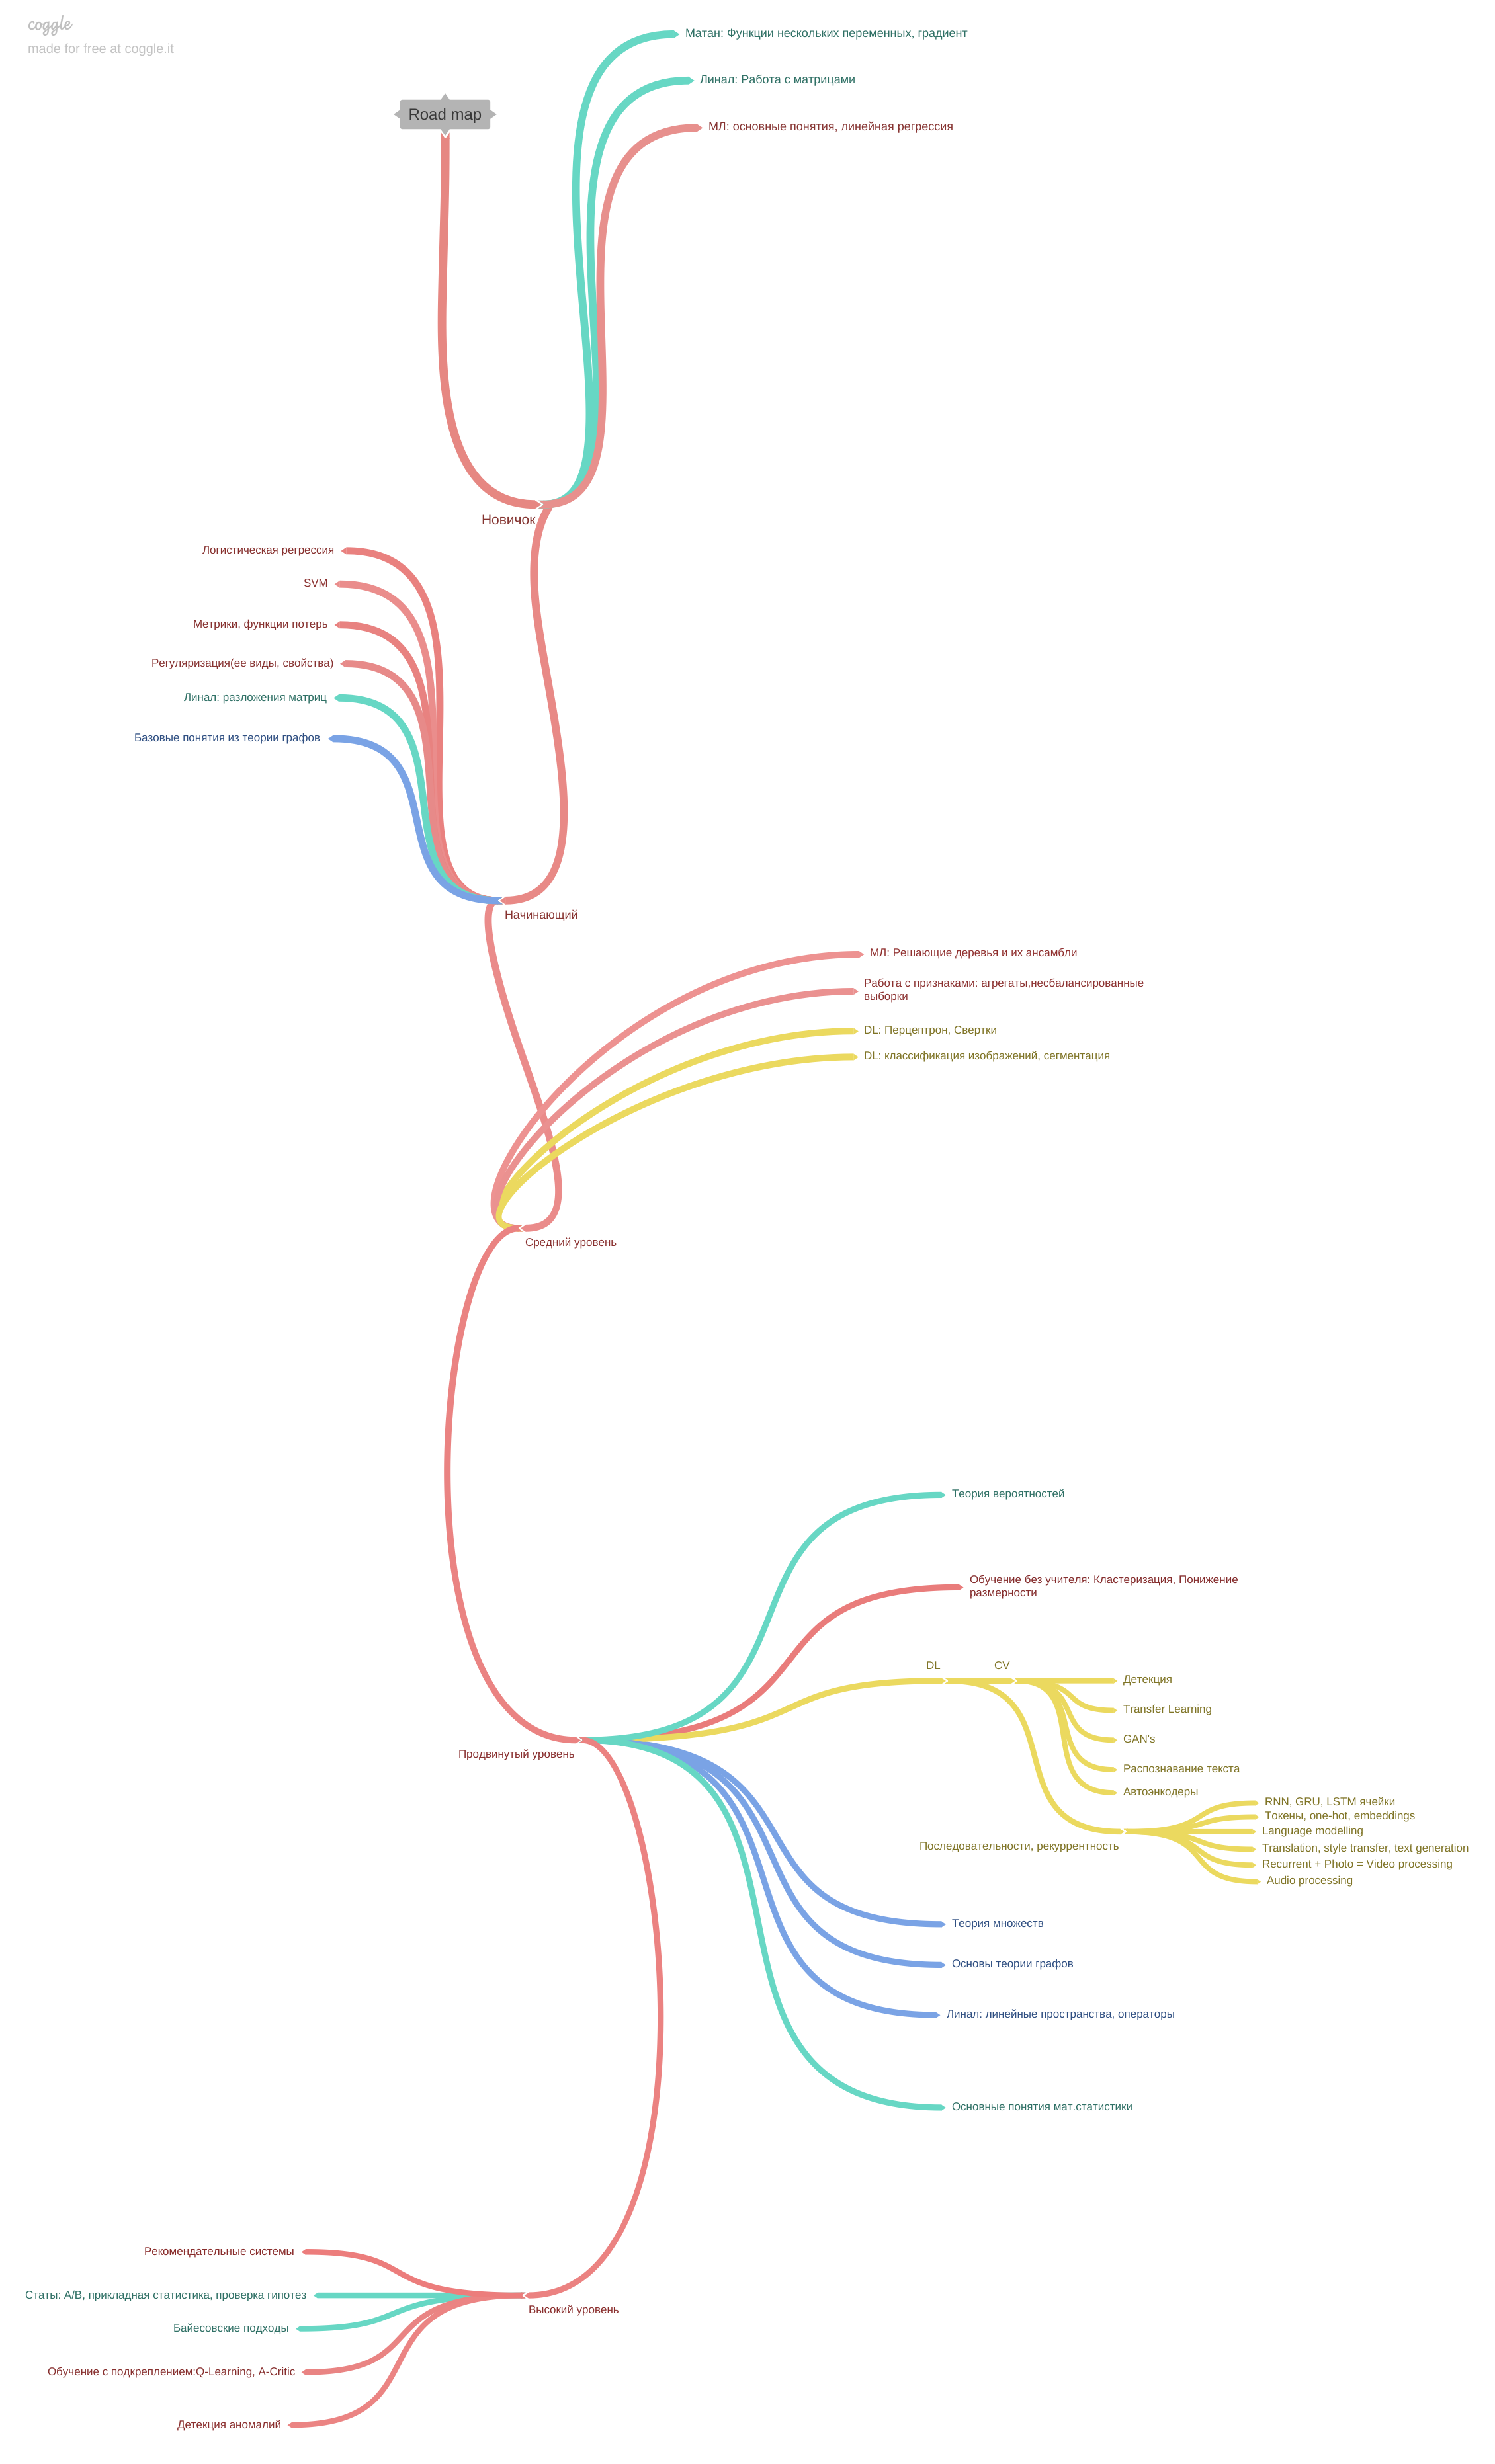 coggle
made for free at coggle.it
Road map
Матан: Функции нескольких переменных, градиент
Линал: Работа с матрицами
МЛ: основные понятия, линейная регрессия
Новичок
Логистическая регрессия
SVM
Метрики, функции потерь
Регуляризация(ее виды, свойства)
Линал: разложения матриц
Базовые понятия из теории графов
Начинающий
МЛ: Решающие деревья и их ансамбли
Работа с признаками: агрегаты,несбалансированные
выборки
DL: Перцептрон, Свертки
DL: классификация изображений, сегментация
Средний уровень
Теория вероятностей
Обучение без учителя: Кластеризация, Понижение
размерности
DL
CV
Детекция
Transfer Learning
GAN's
Распознавание текста
Автоэнкодеры
Последовательности, рекуррентность
RNN, GRU, LSTM ячейки
Токены, one-hot, embeddings
Language modelling
Translation, style transfer, text generation
Recurrent + Photo = Video processing
Audio processing
Продвинутый уровень
Теория множеств
Основы теории графов
Линал: линейные пространства, операторы
Основные понятия мат.статистики
Рекомендательные системы
Статы: A/B, прикладная статистика, проверка гипотез
Байесовские подходы
Обучение с подкреплением:Q-Learning, A-Critic
Детекция аномалий
Высокий уровень